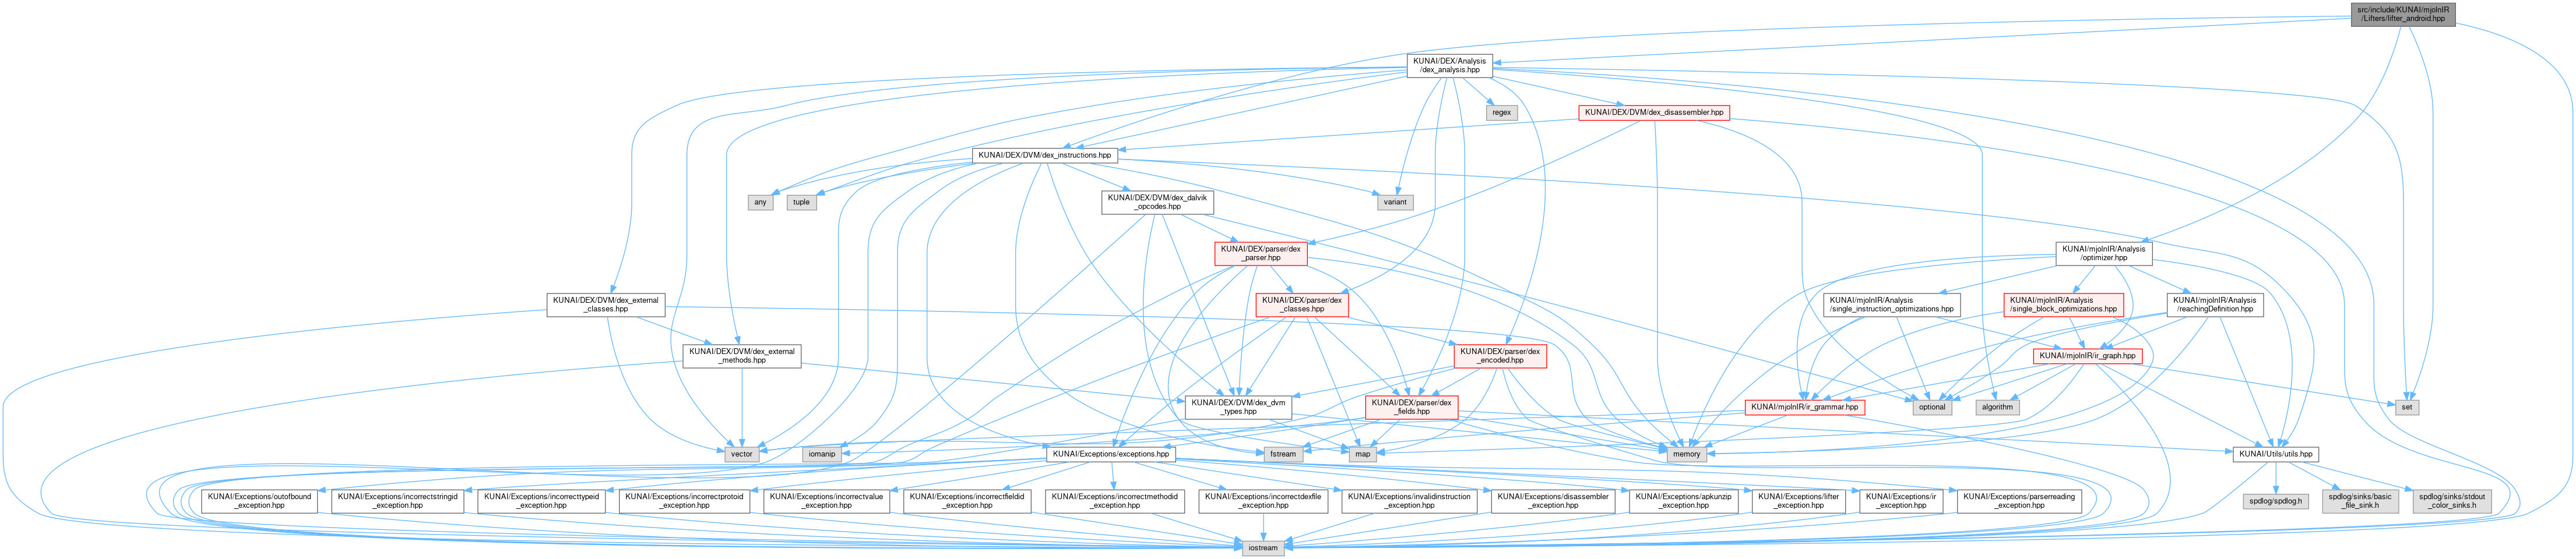 src/include/KUNAI/mjolnIR
/Lifters/lifter_android.hpp
KUNAI/DEX/Analysis
/dex_analysis.hpp
regex
KUNAI/DEX/DVM/dex_disassembler.hpp
KUNAI/DEX/DVM/dex_instructions.hpp
any
tuple
KUNAI/DEX/DVM/dex_dalvik
_opcodes.hpp
variant
KUNAI/DEX/parser/dex
_parser.hpp
KUNAI/mjolnIR/Analysis
/optimizer.hpp
KUNAI/DEX/DVM/dex_external
_classes.hpp
KUNAI/DEX/parser/dex
_classes.hpp
KUNAI/mjolnIR/Analysis
/single_instruction_optimizations.hpp
KUNAI/mjolnIR/Analysis
/single_block_optimizations.hpp
KUNAI/mjolnIR/Analysis
/reachingDefinition.hpp
KUNAI/DEX/DVM/dex_external
_methods.hpp
KUNAI/DEX/parser/dex
_encoded.hpp
KUNAI/mjolnIR/ir_graph.hpp
KUNAI/DEX/DVM/dex_dvm
_types.hpp
KUNAI/DEX/parser/dex
_fields.hpp
KUNAI/mjolnIR/ir_grammar.hpp
optional
algorithm
set
vector
iomanip
KUNAI/Exceptions/exceptions.hpp
fstream
map
memory
KUNAI/Utils/utils.hpp
KUNAI/Exceptions/outofbound
_exception.hpp
KUNAI/Exceptions/incorrectstringid
_exception.hpp
KUNAI/Exceptions/incorrecttypeid
_exception.hpp
KUNAI/Exceptions/incorrectprotoid
_exception.hpp
KUNAI/Exceptions/incorrectvalue
_exception.hpp
KUNAI/Exceptions/incorrectfieldid
_exception.hpp
KUNAI/Exceptions/incorrectmethodid
_exception.hpp
KUNAI/Exceptions/incorrectdexfile
_exception.hpp
KUNAI/Exceptions/invalidinstruction
_exception.hpp
KUNAI/Exceptions/disassembler
_exception.hpp
KUNAI/Exceptions/apkunzip
_exception.hpp
KUNAI/Exceptions/lifter
_exception.hpp
KUNAI/Exceptions/ir
_exception.hpp
KUNAI/Exceptions/parserreading
_exception.hpp
spdlog/spdlog.h
spdlog/sinks/basic
_file_sink.h
spdlog/sinks/stdout
_color_sinks.h
iostream